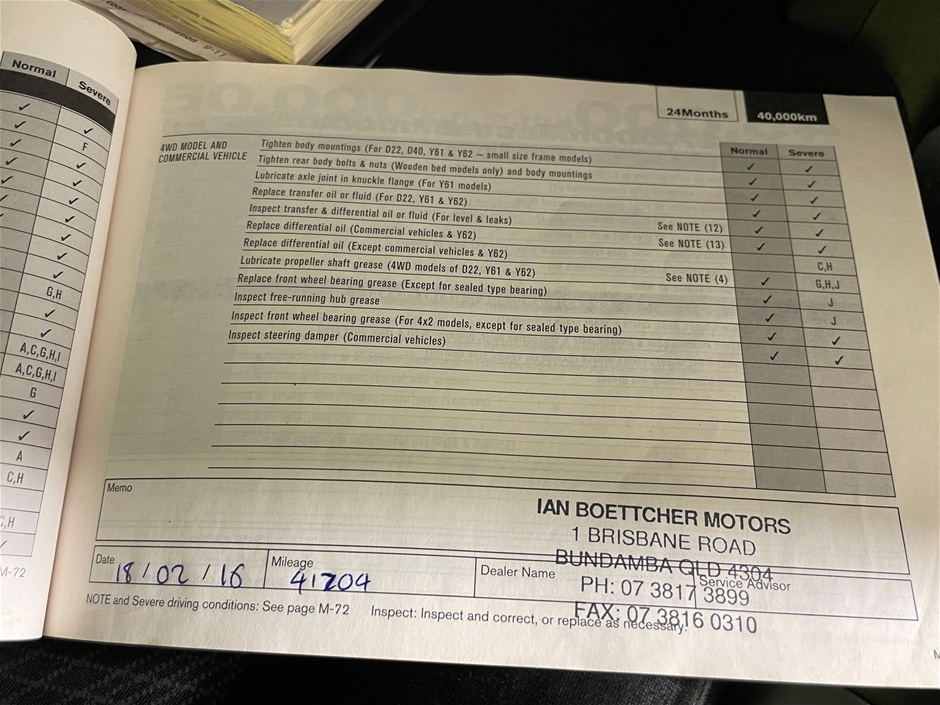 Normal
Severe
✓
✓
✓
F
✓
✓
✓
✓
✓
✓
✓
✓
✓
✓
G,H
✓
✓
A,C,G,H,I
A,C,G,H,I
G
✓
✓
A
C,H
C,H
M-72
24Months
40,000km
Normal Severe
4WD MODEL AND
COMMERCIAL VEHICLE
Tighten body mountings (For D22, D40, Y61 & Y62 – small size frame models) ✓ ✓
Tighten rear body bolts & nuts (Wooden bed models only) and body mountings ✓ ✓
Lubricate axle joint in knuckle flange (For Y61 models) ✓ ✓
Replace transfer oil or fluid (For D22, Y61 & Y62) ✓ ✓
Inspect transfer & differential oil or fluid (For level & leaks) See NOTE (12) ✓ ✓
Replace differential oil (Commercial vehicles & Y62) See NOTE (13) ✓ ✓
Replace differential oil (Except commercial vehicles & Y62) C,H
Lubricate propeller shaft grease (4WD models of D22, Y61 & Y62) See NOTE (4) ✓ G,H,J
Replace front wheel bearing grease (Except for sealed type bearing) ✓ J
Inspect free-running hub grease ✓ J
Inspect front wheel bearing grease (For 4x2 models, except for sealed type bearing) ✓ ✓
Inspect steering damper (Commercial vehicles) ✓ ✓
Memo
IAN BOETTCHER MOTORS
1 BRISBANE ROAD
BUNDAMBA QLD 4304
PH: 07 3817 3899
FAX: 07 3816 0310
Date
18/02/16
Mileage
41204
Dealer Name
Service Advisor
NOTE and Severe driving conditions: See page M-72 Inspect: Inspect and correct, or replace as necessary.